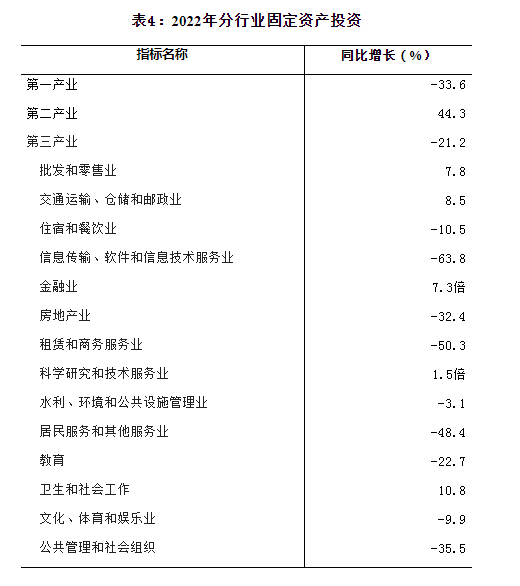 表4：2022年分行业固定资产投资
指标名称 同比增长（%）
第一产业 -33.6
第二产业 44.3
第三产业 -21.2
批发和零售业 7.8
交通运输、仓储和邮政业 8.5
住宿和餐饮业 -10.5
信息传输、软件和信息技术服务业 -63.8
金融业 7.3倍
房地产业 -32.4
租赁和商务服务业 -50.3
科学研究和技术服务业 1.5倍
水利、环境和公共设施管理业 -3.1
居民服务和其他服务业 -48.4
教育 -22.7
卫生和社会工作 10.8
文化、体育和娱乐业 -9.9
公共管理和社会组织 -35.5